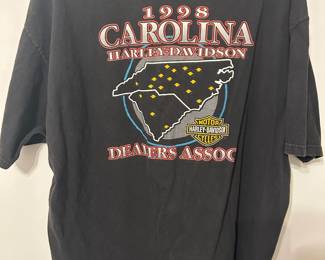 1998
CAROLINA
HARLEY-DAVIDSON
MOTOR
HARLEY-DAVIDSON
CYCLES
DEALERS ASSOC